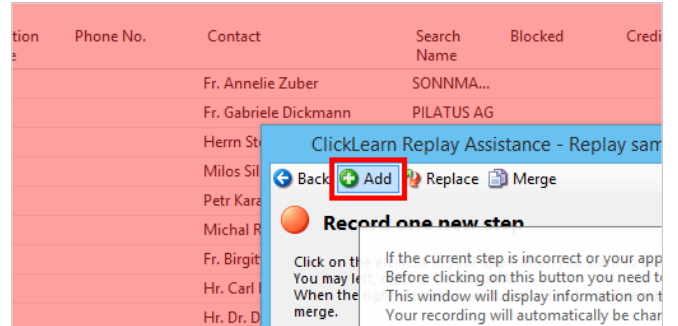 tion Phone No. Contact Search Blocked Credi
Name
Fr. Annelie Zuber SONNMA...
Fr. Gabriele Dickmann PILATUS AG
Herrn St
ClickLearn Replay Assistance - Replay sam
Milos Sil
Back Add Replace Merge
Petr Kara
Michal R
Record one new step
Fr. Birgit
Click on the
If the current step is incorrect or your app
You may left,
Before clicking on this button you need to
Hr. Carl
When the
This window will display information on t
merge.
Your recording will automatically be char
Hr. Dr. D